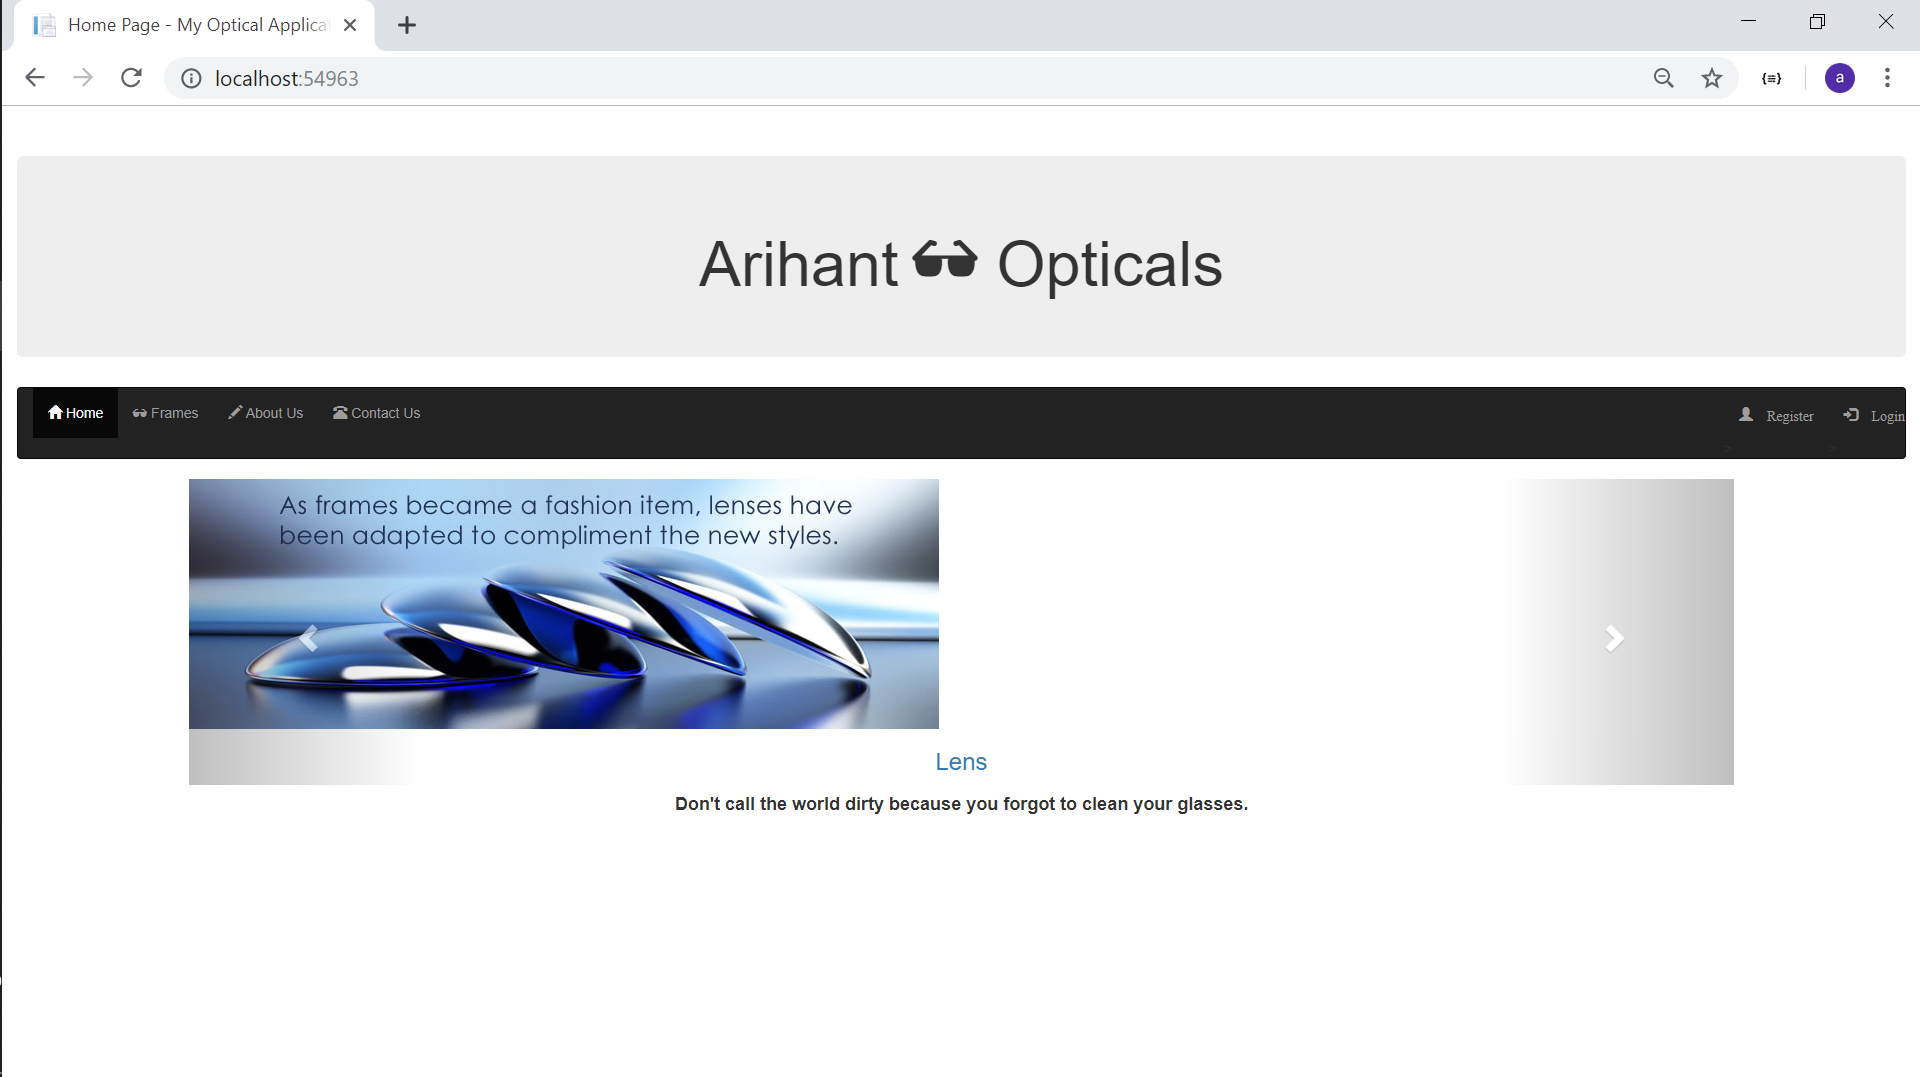 Home Page - My Optical Applica
localhost:54963
a
Arihant Opticals
Home Frames About Us Contact Us Register Login
> >
As frames became a fashion item, lenses have
been adapted to compliment the new styles.
Lens
Don't call the world dirty because you forgot to clean your glasses.